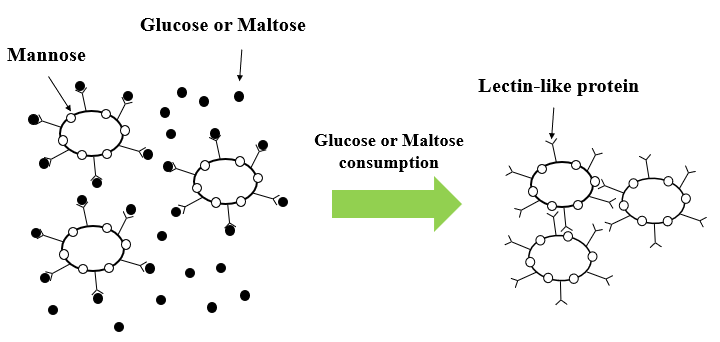 Glucose or Maltose
Mannose
Lectin-like protein
Glucose or Maltose
consumption